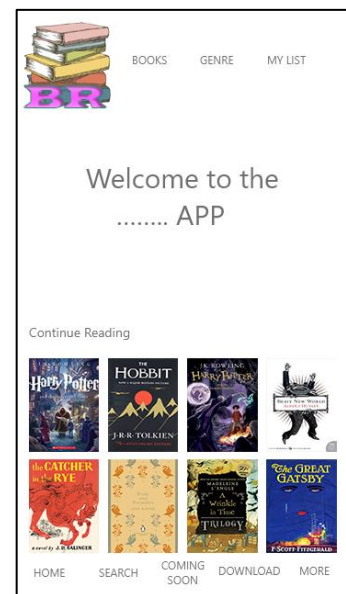 BR
BOOKS GENRE MY LIST
Welcome to the
........ APP
Continue Reading
Harry Potter
THE
HOBBIT
J·R·R·TOLKIEN
J.K. ROWLING
HARRY POTTER
BRAVE NEW WORLD
ALDOUS HUXLEY
the CATCHER
in the RYE
a novel by J. D. SALINGER
MADELEINE
L'ENGLE
A
Wrinkle
in Time
TRILOGY
The GREAT
GATSBY
F·SCOTT·FITZGERALD
HOME SEARCH COMING SOON DOWNLOAD MORE